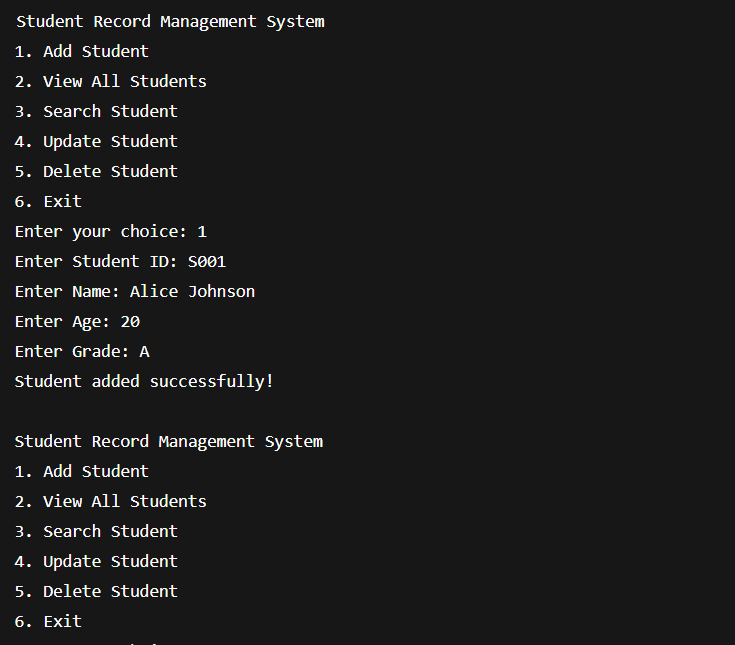 Student Record Management System
1. Add Student
2. View All Students
3. Search Student
4. Update Student
5. Delete Student
6. Exit
Enter your choice: 1
Enter Student ID: S001
Enter Name: Alice Johnson
Enter Age: 20
Enter Grade: A
Student added successfully!
Student Record Management System
1. Add Student
2. View All Students
3. Search Student
4. Update Student
5. Delete Student
6. Exit